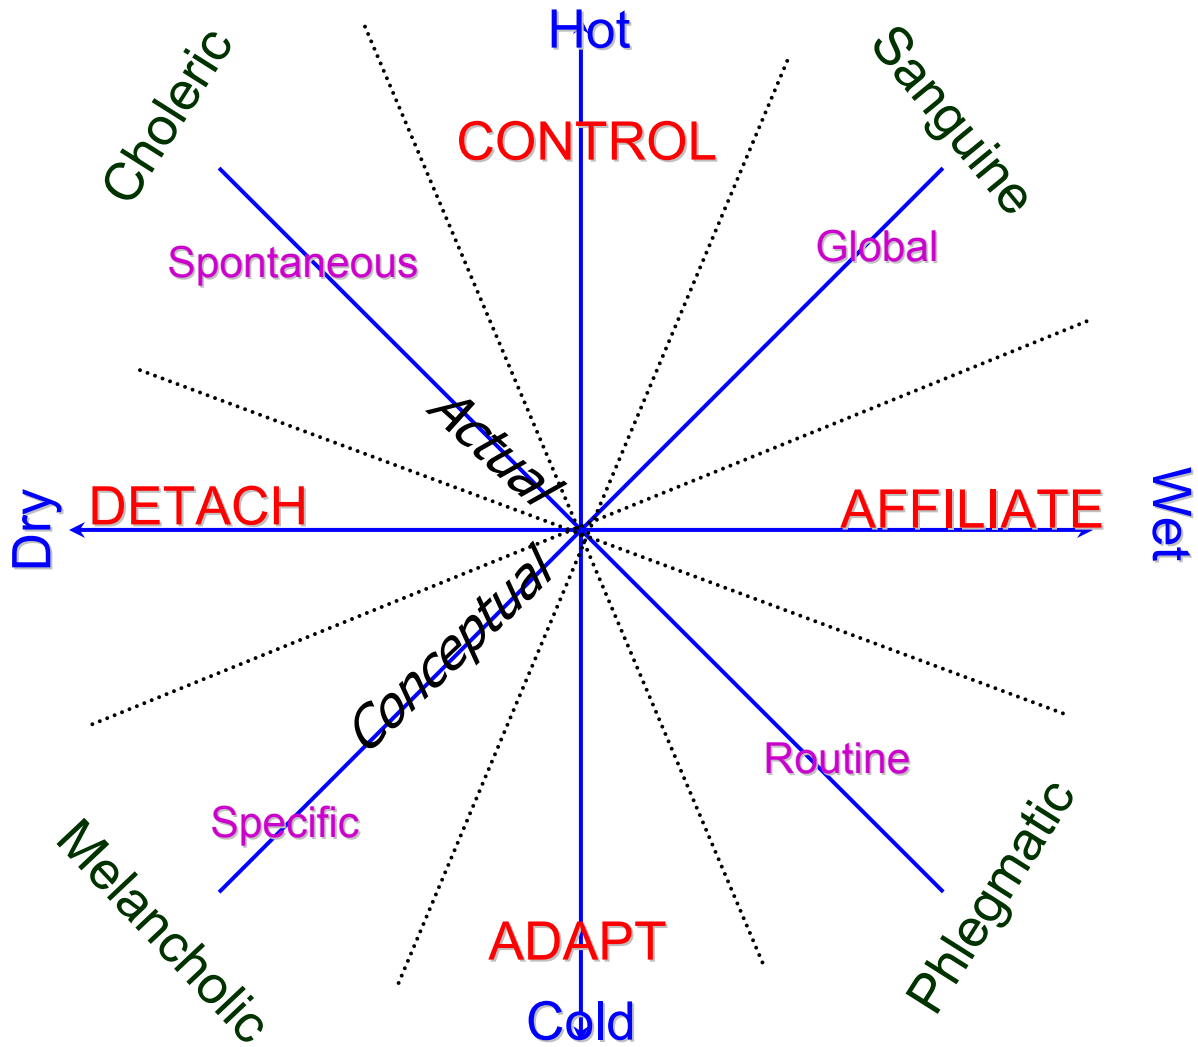 Hot
Choleric
Sanguine
CONTROL
Spontaneous
Global
Actual
DETACH
AFFILIATE
Dry
Wet
Conceptual
Routine
Specific
Melancholic
Phlegmatic
ADAPT
Cold